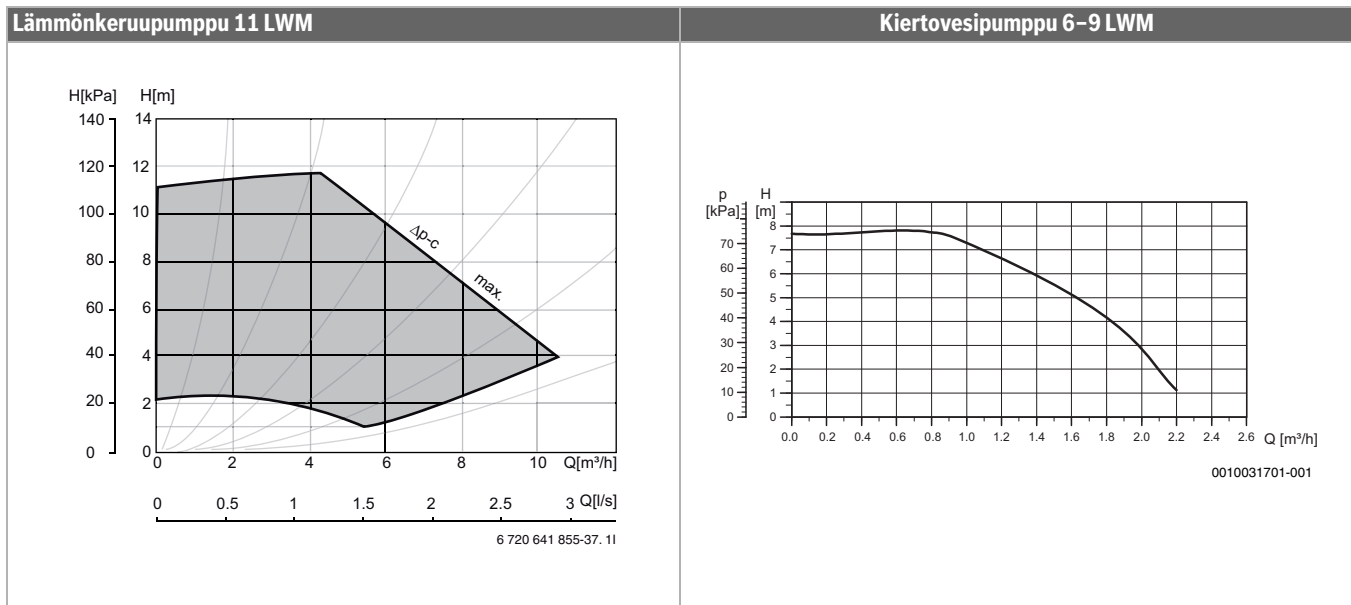 Lämmönkeruupumppu 11 LWM
Kiertovesipumppu 6–9 LWM
H[kPa] H[m]
140 14
120 12
100 10
80 8
60 6
40 4
20 2
0 0
Δp-c
max.
0 2 4 6 8 10 Q[m³/h]
0 0.5 1 1.5 2 2.5 3 Q[l/s]
6 720 641 855-37. 1I
p H
[kPa] [m]
8
70 7
60 6
50 5
40 4
30 3
20 2
10 1
0 0
0.0 0.2 0.4 0.6 0.8 1.0 1.2 1.4 1.6 1.8 2.0 2.2 2.4 2.6 Q [m³/h]
0010031701-001